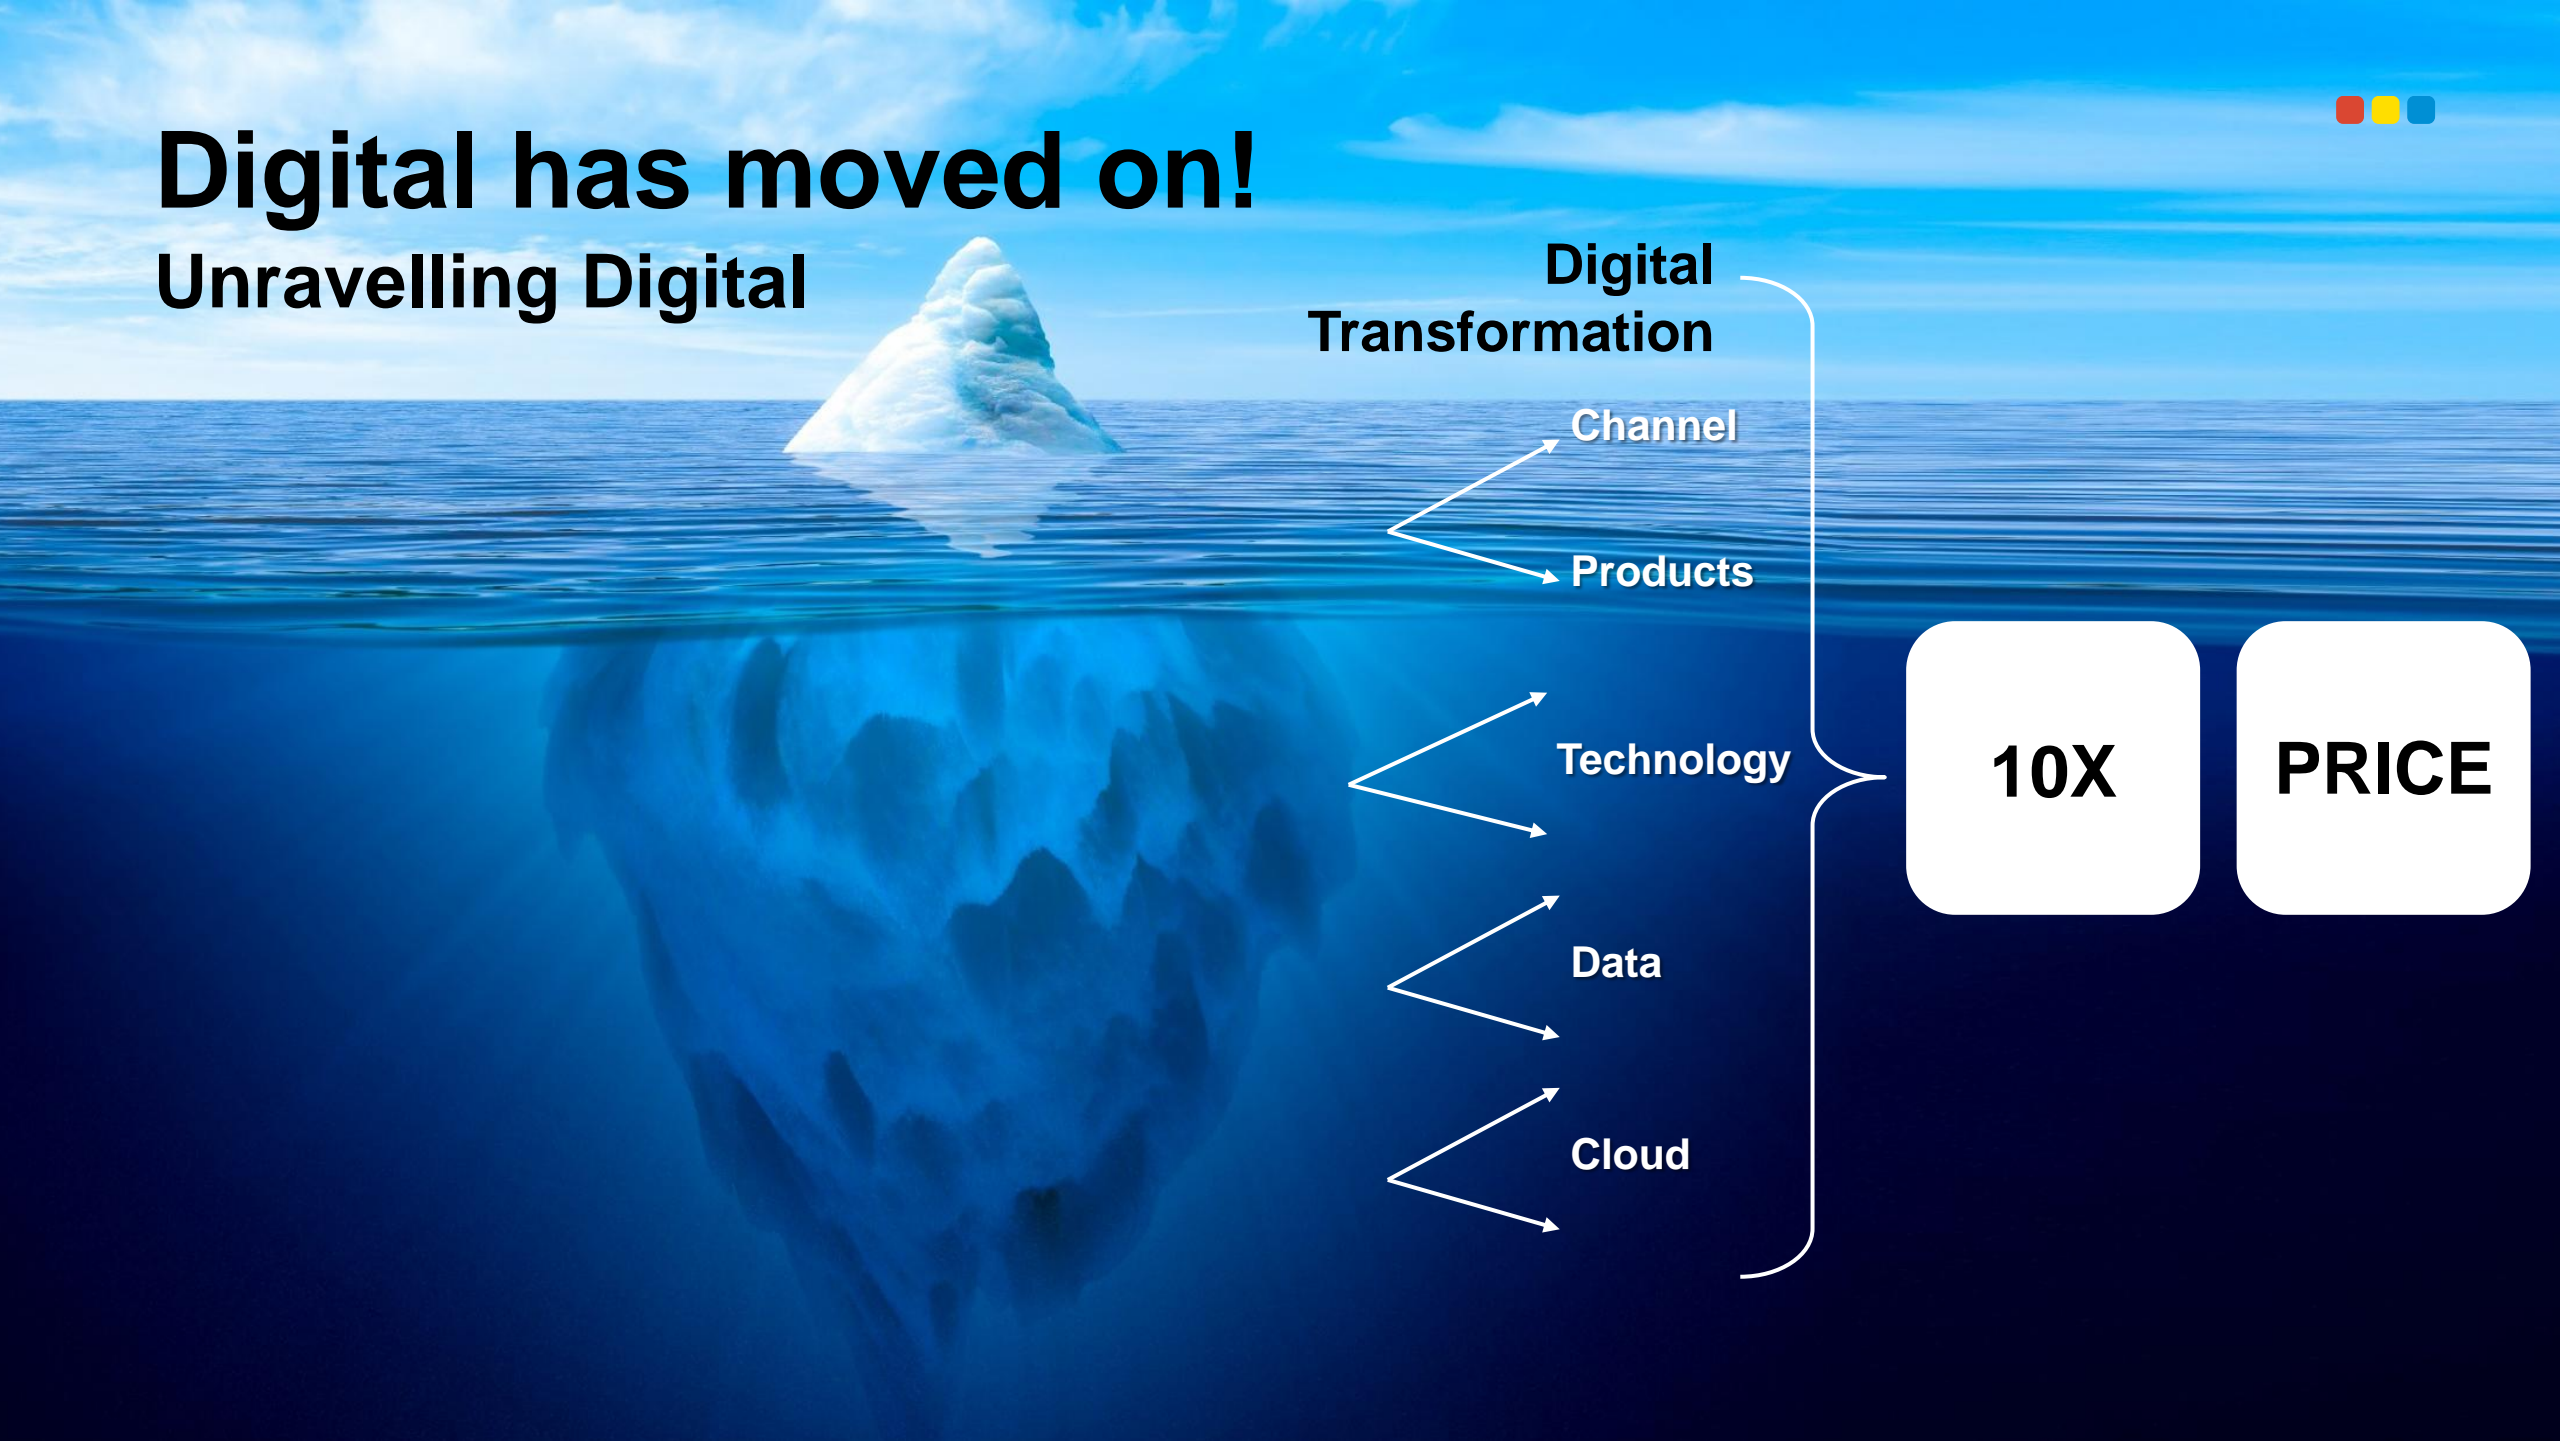 Digital has moved on!
Unravelling Digital
Digital
Transformation
Channel
Products
Technology
Data
Cloud
10X
PRICE